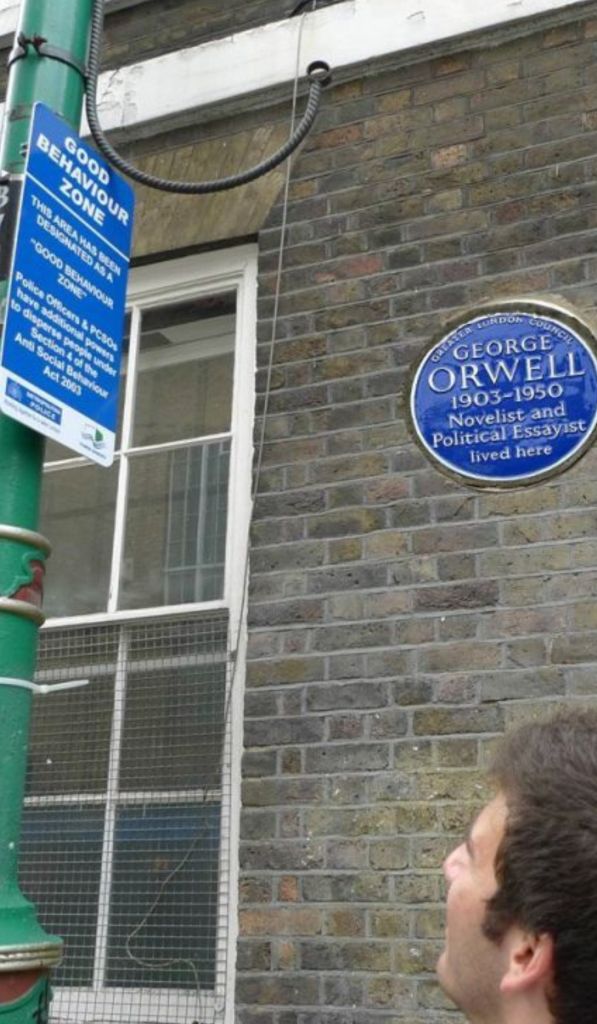 GOOD
BEHAVIOUR
ZONE
THIS AREA HAS BEEN
DESIGNATED AS A
"GOOD BEHAVIOUR
ZONE"
Police Officers & PCSOs
have additional powers
to disperse people under
Section 4 of the
Anti Social Behaviour
Act 2003
METROPOLITAN
POLICE
GREATER LONDON COUNCIL
GEORGE
ORWELL
1903-1950
Novelist and
Political Essayist
lived here